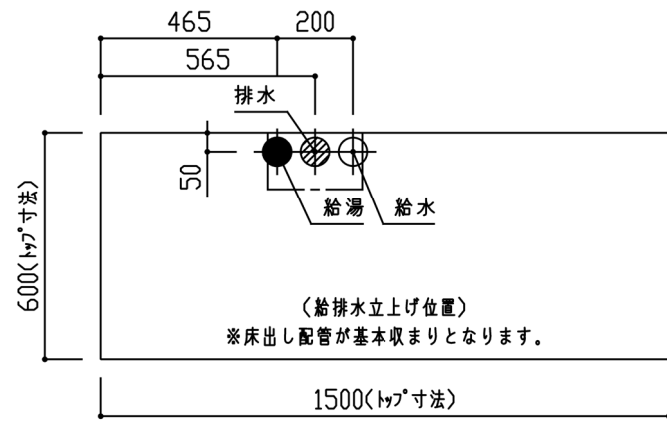 465
200
565
排水
50
給湯
給水
600(トップ寸法)
(給排水立上げ位置)
※床出し配管が基本収まりとなります。
1500(トップ寸法)